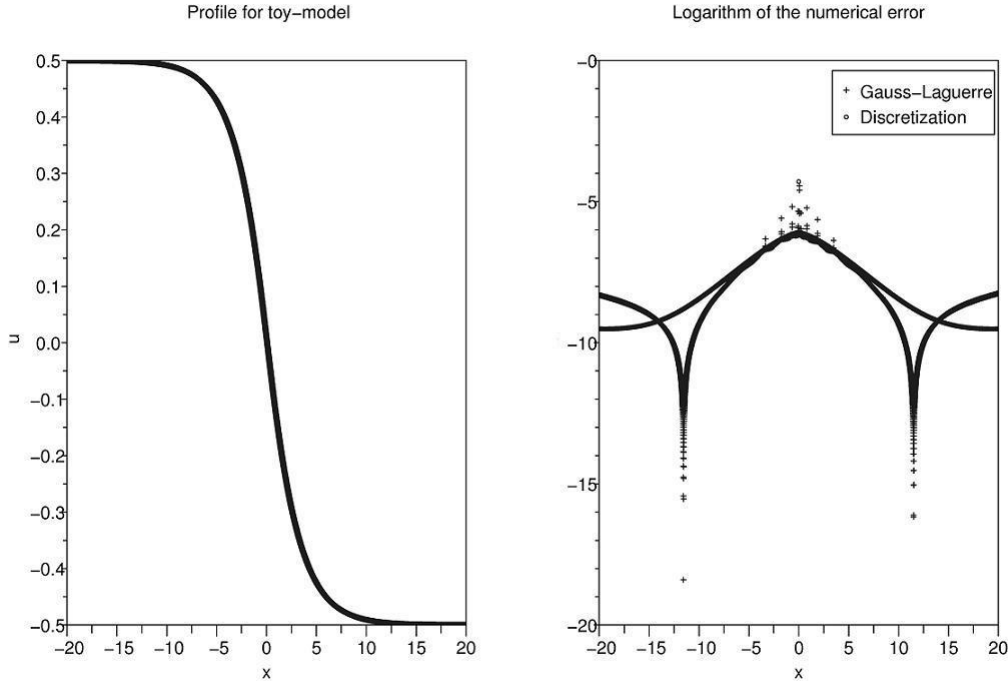 Profile for toy-model
0.5
0.4
0.3
0.2
0.1
0.0
-0.1
-0.2
-0.3
-0.4
-0.5
u
-20 -15 -10 -5 0 5 10 15 20
x
Logarithm of the numerical error
-0
-5
-10
-15
-20
Gauss-Laguerre
Discretization
-20 -15 -10 -5 0 5 10 15 20
x